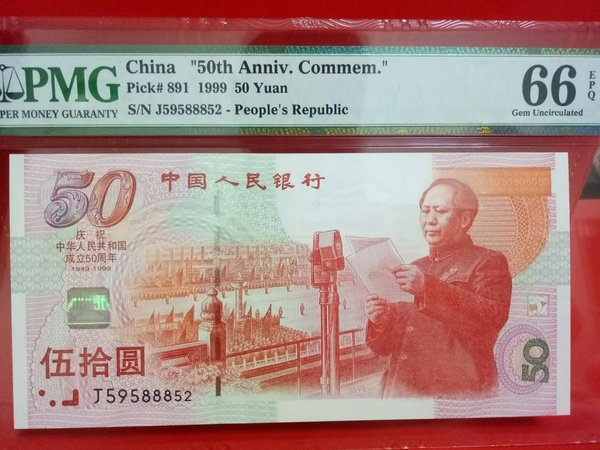 PMG
PER MONEY GUARANTY
China "50th Anniv. Commem."
Pick# 891 1999 50 Yuan
S/N J59588852 - People's Republic
66 EPQ
Gem Uncirculated
50
中国人民银行
庆祝
中华人民共和国
成立50周年
1949-1999
伍拾圆
J59588852
50